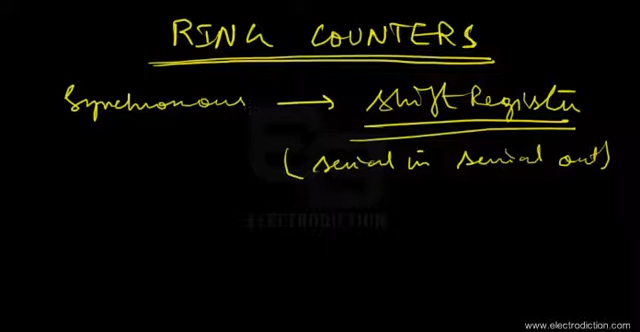 RING COUNTERS
Synchronous → Shift Register
(serial in serial out)
ELECTRODICTION
www.electrodiction.com